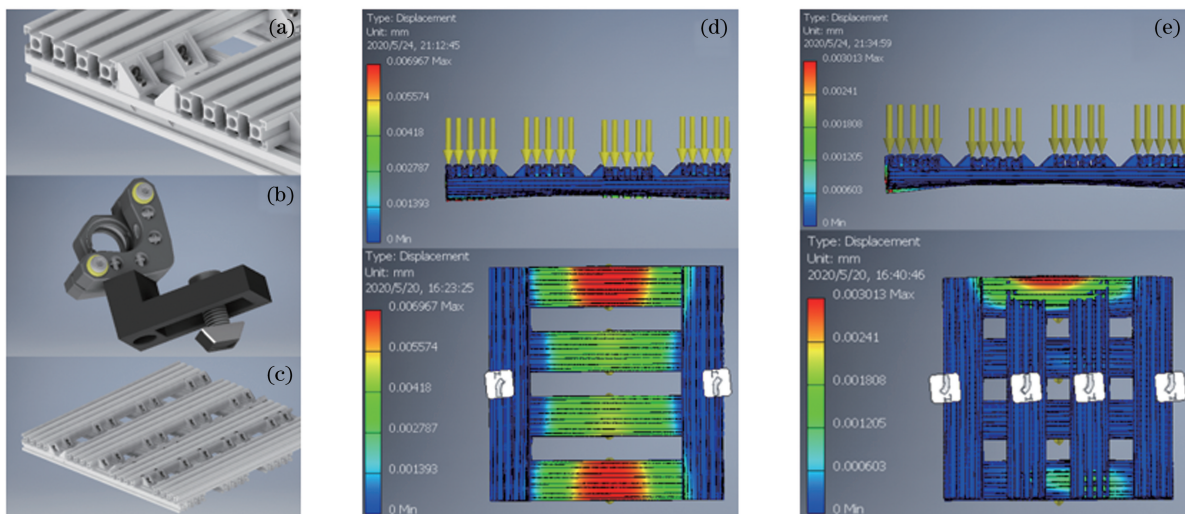 (a)
(b)
(c)
Type: Displacement
Unit: mm
2020/5/24, 21:12:45
0.006967 Max
(d)
0.005574
0.00418
0.002787
0.001393
0 Min
Type: Displacement
Unit: mm
2020/5/20, 16:23:25
0.006967 Max
0.005574
0.00418
0.002787
0.001393
0 Min
Type: Displacement
Unit: mm
2020/5/24, 21:34:59
0.003013 Max
(e)
0.00241
0.001808
0.001205
0.000603
0 Min
Type: Displacement
Unit: mm
2020/5/20, 16:40:46
0.003013 Max
0.00241
0.001808
0.001205
0.000603
0 Min